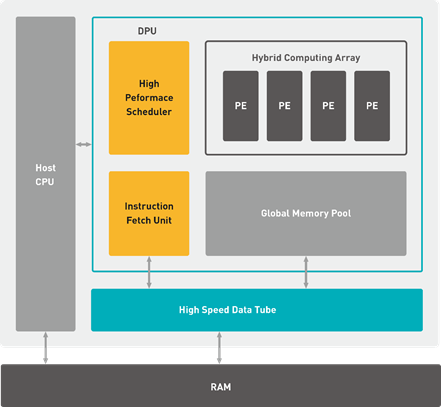 DPU
High
Peformace
Scheduler
Hybrid Computing Array
PE PE PE PE
Host
CPU
Instruction
Fetch Unit
Global Memory Pool
High Speed Data Tube
RAM